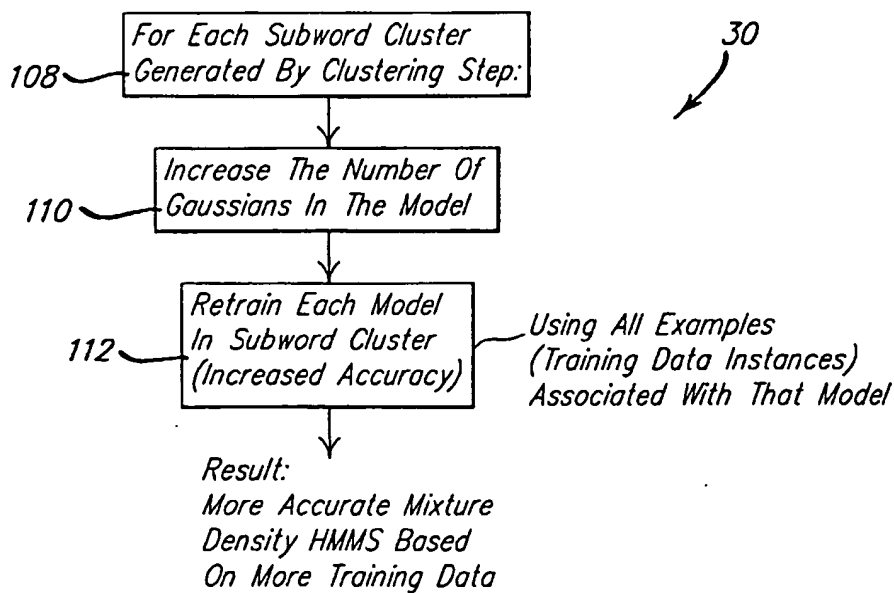 For Each Subword Cluster
Generated By Clustering Step:
108
30
Increase The Number Of
Gaussians In The Model
110
Retrain Each Model
In Subword Cluster
(Increased Accuracy)
112
Using All Examples
(Training Data Instances)
Associated With That Model
Result:
More Accurate Mixture
Density HMMS Based
On More Training Data